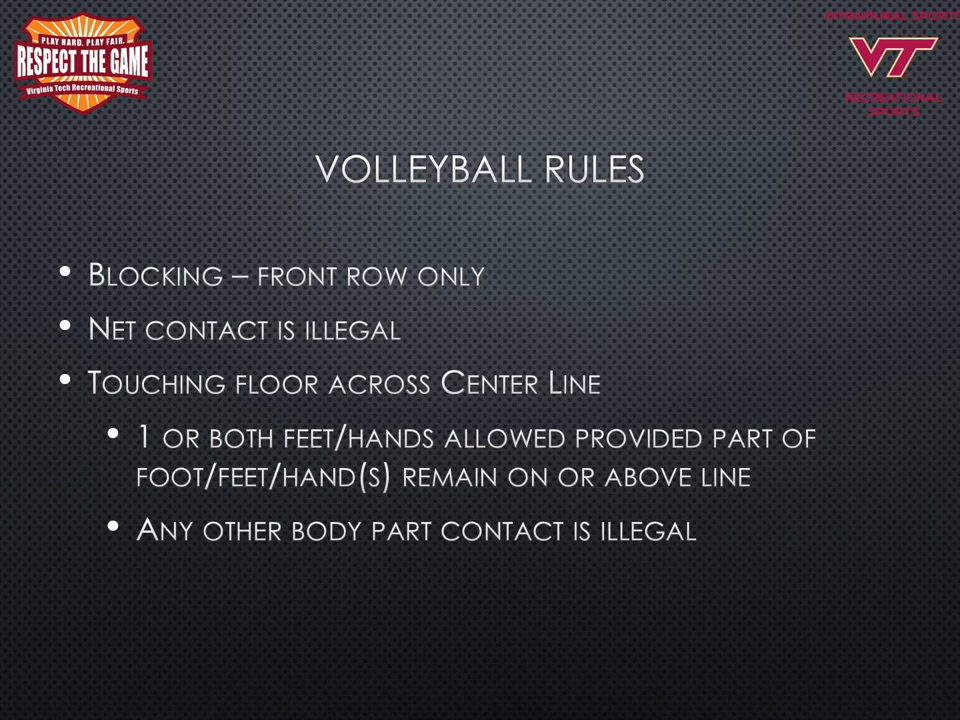 PLAY HARD. PLAY FAIR.
RESPECT THE GAME
Virginia Tech Recreational Sports
INTRAMURAL SPORTS
VT
RECREATIONAL
SPORTS
VOLLEYBALL RULES
• BLOCKING – FRONT ROW ONLY
• NET CONTACT IS ILLEGAL
• TOUCHING FLOOR ACROSS CENTER LINE
• 1 OR BOTH FEET/HANDS ALLOWED PROVIDED PART OF
FOOT/FEET/HAND(S) REMAIN ON OR ABOVE LINE
• ANY OTHER BODY PART CONTACT IS ILLEGAL